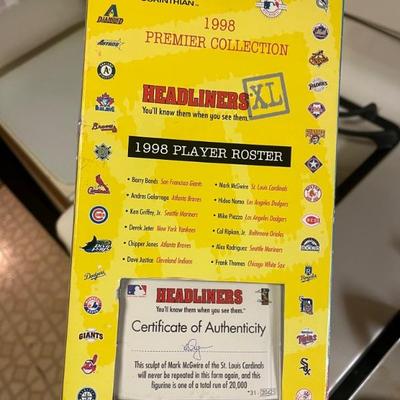 CORINTHIAN™
1998
PREMIER COLLECTION
HEADLINERS XL
You'll know them when you see them.
1998 PLAYER ROSTER
• Barry Bonds San Francisco Giants
• Andres Galarraga Atlanta Braves
• Ken Griffey, Jr. Seattle Mariners
• Derek Jeter New York Yankees
• Chipper Jones Atlanta Braves
• Dave Justice Cleveland Indians
• Mark McGwire St. Louis Cardinals
• Hideo Nomo Los Angeles Dodgers
• Mike Piazza Los Angeles Dodgers
• Cal Ripken, Jr. Baltimore Orioles
• Alex Rodriguez Seattle Mariners
• Frank Thomas Chicago White Sox
HEADLINERS
You'll know them when you see them.
Certificate of Authenticity
This sculpt of Mark McGwire of the St. Louis Cardinals
will never be repeated in this form again, and this
figurine is one of a total run of 20,000
Dodgers
GIANTS